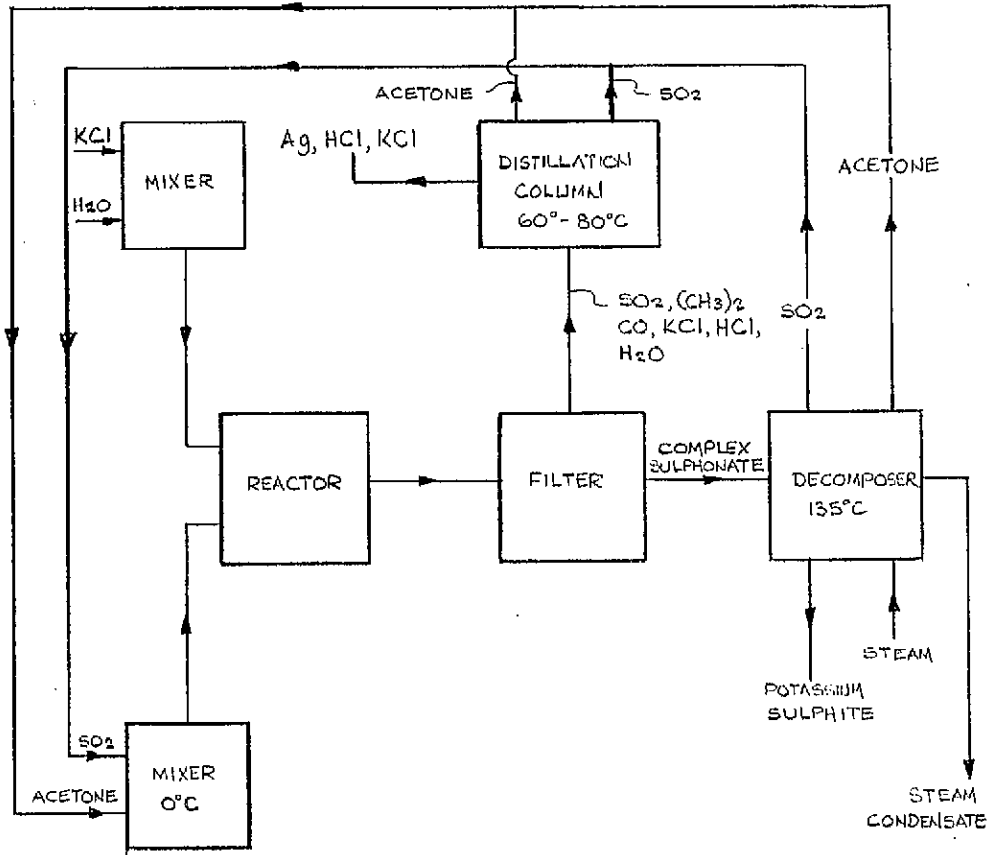 ACETONE
SO2
KCl
H2O
MIXER
Ag, HCl, KCl
DISTILLATION
COLUMN
60°-80°C
ACETONE
SO2, (CH3)2
CO, KCl, HCl,
H2O
SO2
REACTOR
FILTER
COMPLEX
SULPHONATE
DECOMPOSER
135°C
STEAM
POTASSIUM
SULPHITE
SO2
ACETONE
MIXER
0°C
STEAM
CONDENSATE